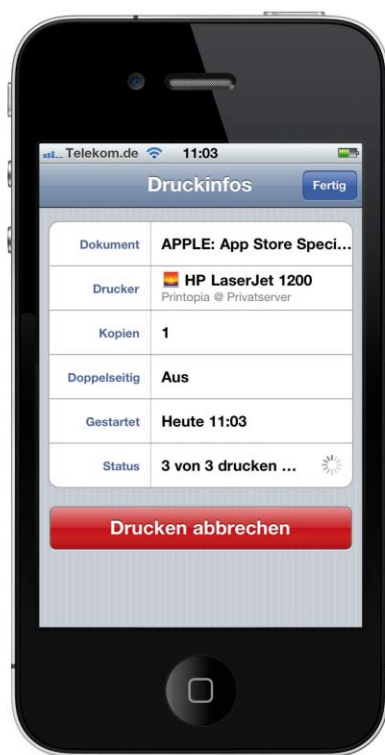 Telekom.de 11:03
Druckinfos Fertig
Dokument APPLE: App Store Speci...
Drucker HP LaserJet 1200
Printopia @ Privatserver
Kopien 1
Doppelseitig Aus
Gestartet Heute 11:03
Status 3 von 3 drucken ...
Drucken abbrechen